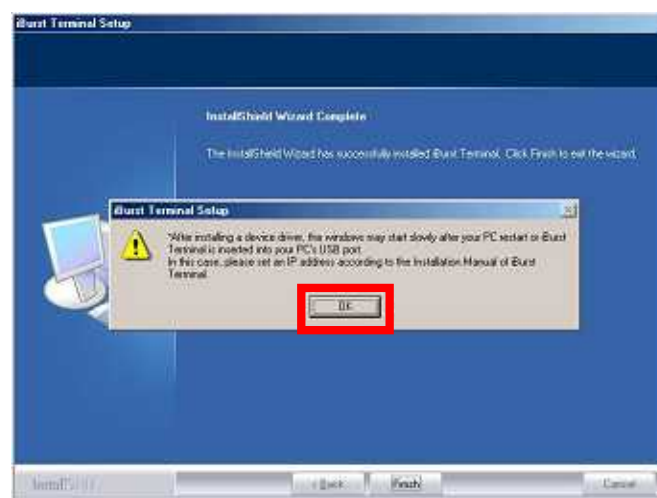 iBurst Terminal Setup
InstallShield Wizard Complete
The InstallShield Wizard has successfully installed iBurst Terminal. Click Finish to exit the wizard.
iBurst Terminal Setup
*After installing a device driver, the windows may start slowly after your PC restart or iBurst
Terminal is inserted into your PC's USB port.
In this case, please set an IP address according to the Installation Manual of iBurst
Terminal.
OK
InstallShield
< Back
Finish
Cancel